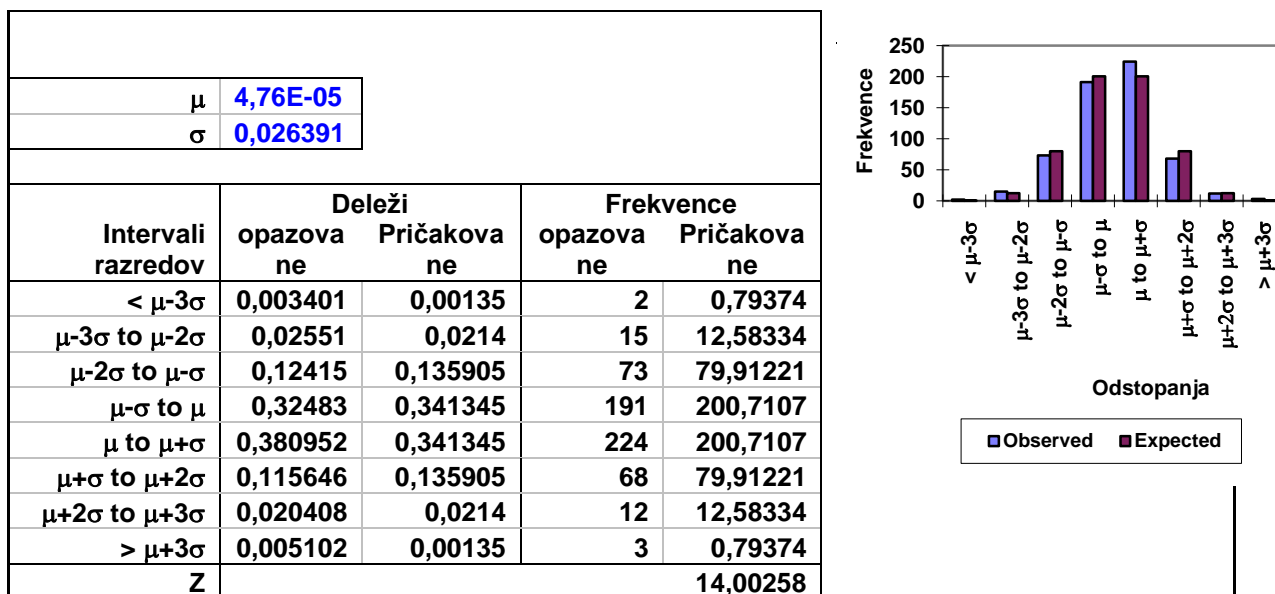 μ 4,76E-05
σ 0,026391
Deleži Frekvence
Intervali razredov opazovane Pričakovane opazovane Pričakovane
< μ-3σ 0,003401 0,00135 2 0,79374
μ-3σ to μ-2σ 0,02551 0,0214 15 12,58334
μ-2σ to μ-σ 0,12415 0,135905 73 79,91221
μ-σ to μ 0,32483 0,341345 191 200,7107
μ to μ+σ 0,380952 0,341345 224 200,7107
μ+σ to μ+2σ 0,115646 0,135905 68 79,91221
μ+2σ to μ+3σ 0,020408 0,0214 12 12,58334
> μ+3σ 0,005102 0,00135 3 0,79374
Z 14,00258
Frekvence
250
200
150
100
50
0
< μ-3σ
μ-3σ to μ-2σ
μ-2σ to μ-σ
μ-σ to μ
μ to μ+σ
μ+σ to μ+2σ
μ+2σ to μ+3σ
> μ+3σ
Odstopanja
Observed Expected